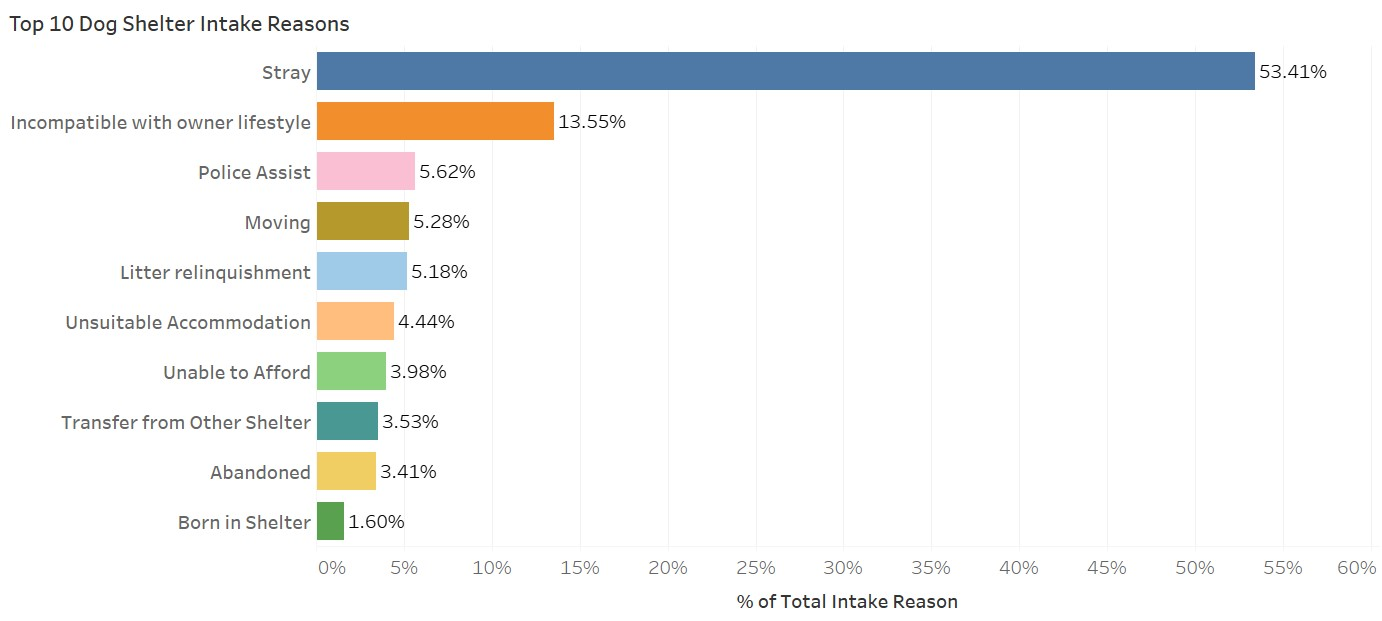 Top 10 Dog Shelter Intake Reasons
Stray 53.41%
Incompatible with owner lifestyle 13.55%
Police Assist 5.62%
Moving 5.28%
Litter relinquishment 5.18%
Unsuitable Accommodation 4.44%
Unable to Afford 3.98%
Transfer from Other Shelter 3.53%
Abandoned 3.41%
Born in Shelter 1.60%
0% 5% 10% 15% 20% 25% 30% 35% 40% 45% 50% 55% 60%
% of Total Intake Reason